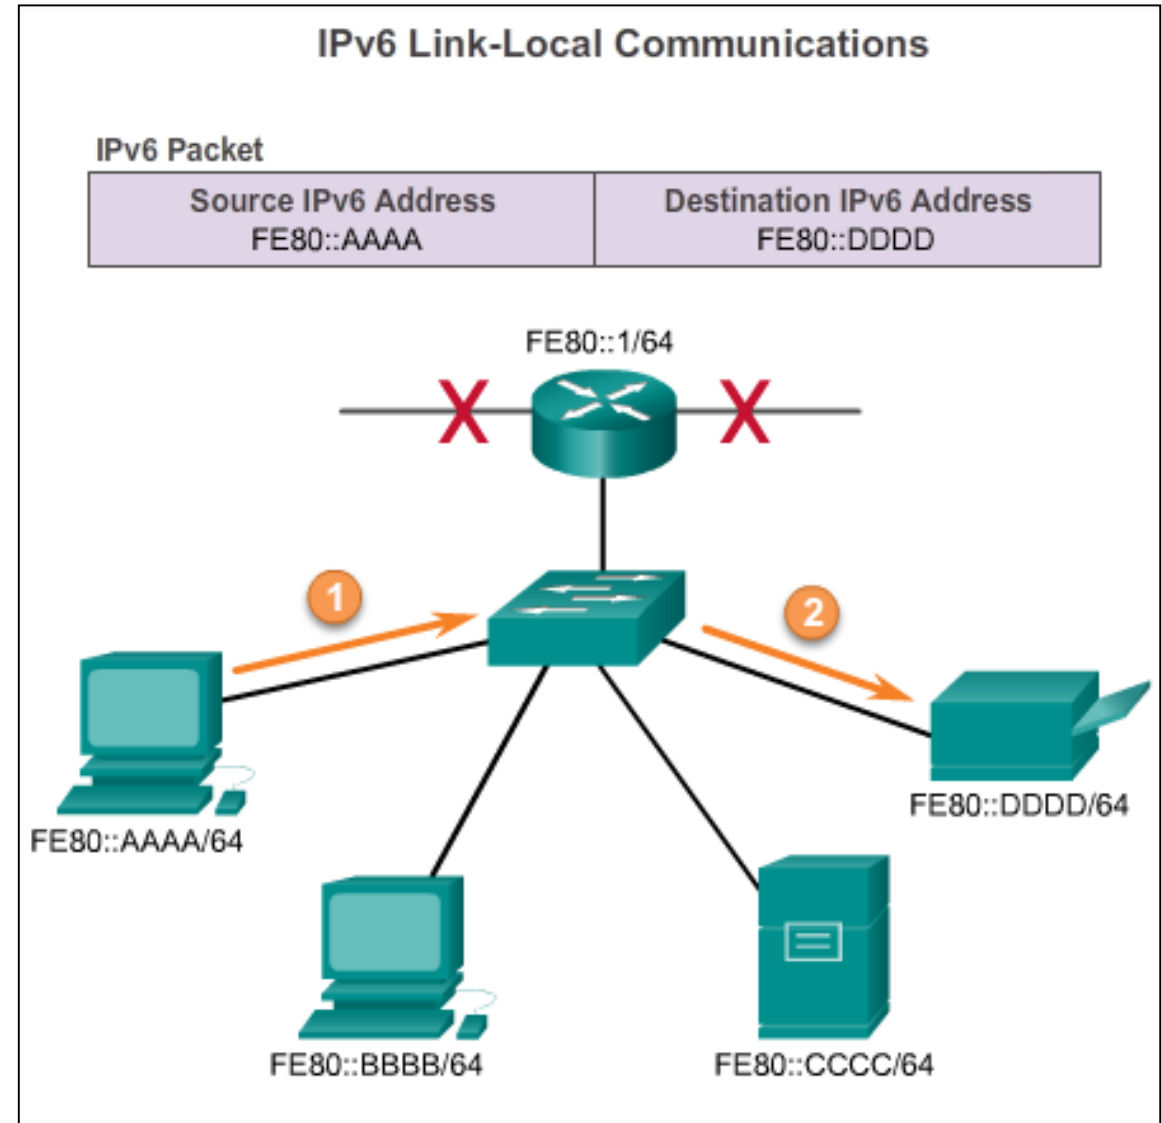 IPv6 Link-Local Communications
IPv6 Packet
Source IPv6 Address
FE80::AAAA
Destination IPv6 Address
FE80::DDDD
FE80::1/64
X
X
1
2
FE80::AAAA/64
FE80::DDDD/64
FE80::BBBB/64
FE80::CCCC/64